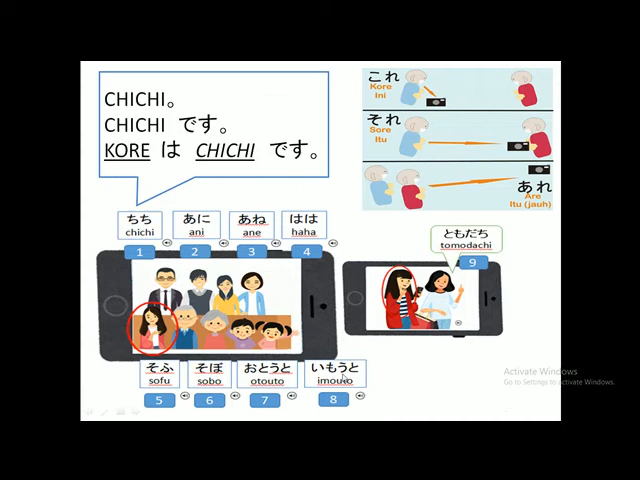 CHICHI。
CHICHI です。
KORE は CHICHI です。
これ
Kore
Ini
それ
Sore
Itu
あれ
Are
Itu (jauh)
ちち
chichi
1
あに
ani
2
あね
ane
3
はは
haha
4
ともだち
tomodachi
9
そふ
sofu
5
そぼ
sobo
6
おとうと
otouto
7
いもうと
imouto
8
Activate Windows
Go to Settings to activate Windows.